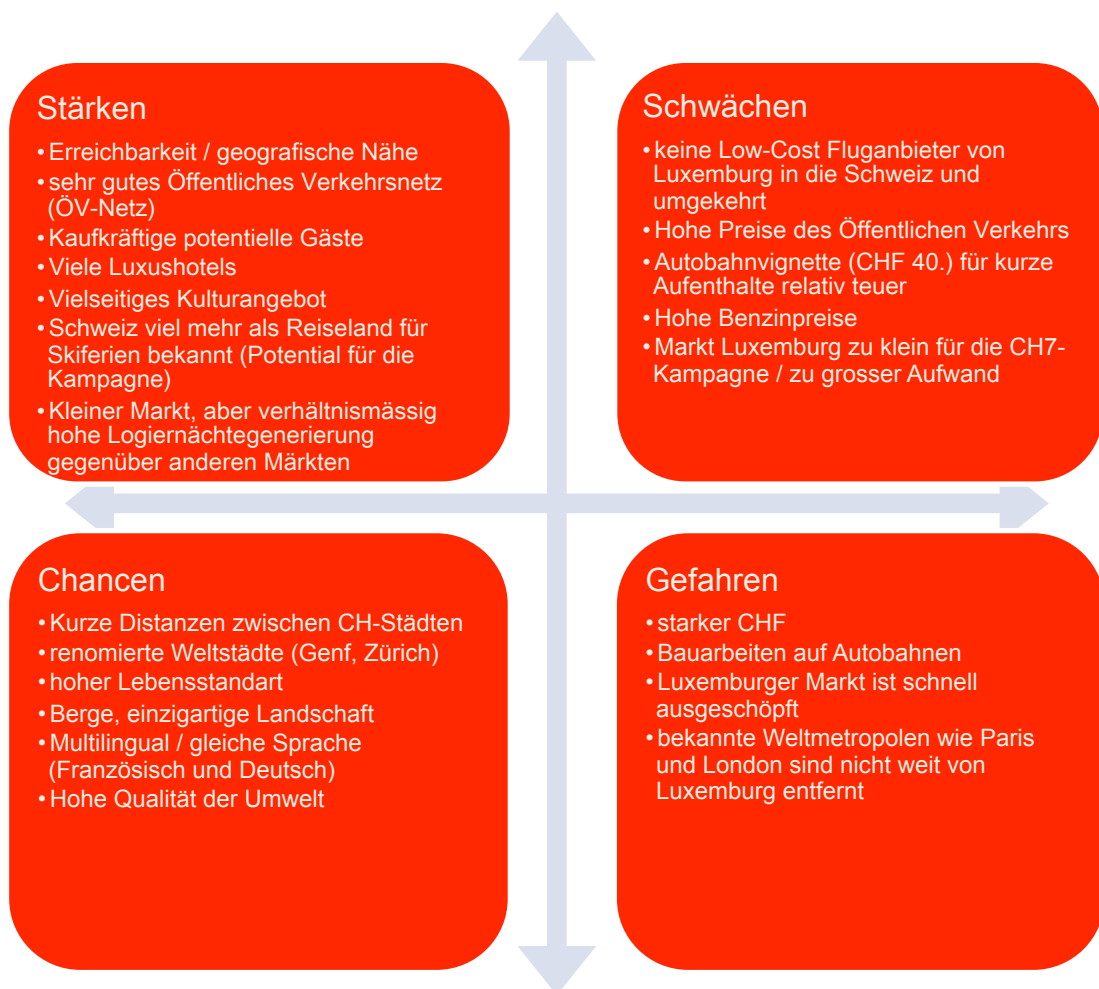 Stärken
• Erreichbarkeit / geografische Nähe
• sehr gutes Öffentliches Verkehrsnetz
(ÖV-Netz)
• Kaufkräftige potentielle Gäste
• Viele Luxushotels
• Vielseitiges Kulturangebot
• Schweiz viel mehr als Reiseland für
Skiferien bekannt (Potential für die
Kampagne)
• Kleiner Markt, aber verhältnismässig
hohe Logiernächtegenerierung
gegenüber anderen Märkten
Schwächen
• keine Low-Cost Fluganbieter von
Luxemburg in die Schweiz und
umgekehrt
• Hohe Preise des Öffentlichen Verkehrs
• Autobahnvignette (CHF 40.) für kurze
Aufenthalte relativ teuer
• Hohe Benzinpreise
• Markt Luxemburg zu klein für die CH7-
Kampagne / zu grosser Aufwand
Chancen
• Kurze Distanzen zwischen CH-Städten
• renomierte Weltstädte (Genf, Zürich)
• hoher Lebensstandart
• Berge, einzigartige Landschaft
• Multilingual / gleiche Sprache
(Französisch und Deutsch)
• Hohe Qualität der Umwelt
Gefahren
• starker CHF
• Bauarbeiten auf Autobahnen
• Luxemburger Markt ist schnell
ausgeschöpft
• bekannte Weltmetropolen wie Paris
und London sind nicht weit von
Luxemburg entfernt